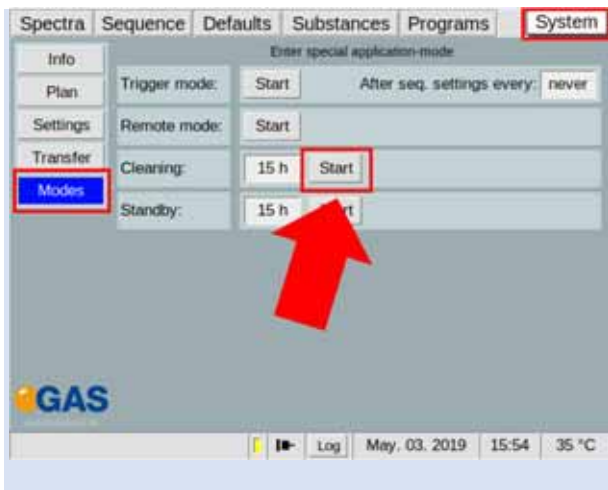 Spectra Sequence Defaults Substances Programs System
Info
Enter special application-mode
Plan
Trigger mode: Start After seq. settings every: never
Settings
Remote mode: Start
Transfer
Cleaning: 15 h Start
Modes
Standby: 15 h
GAS
Log May. 03. 2019 15:54 35 °C